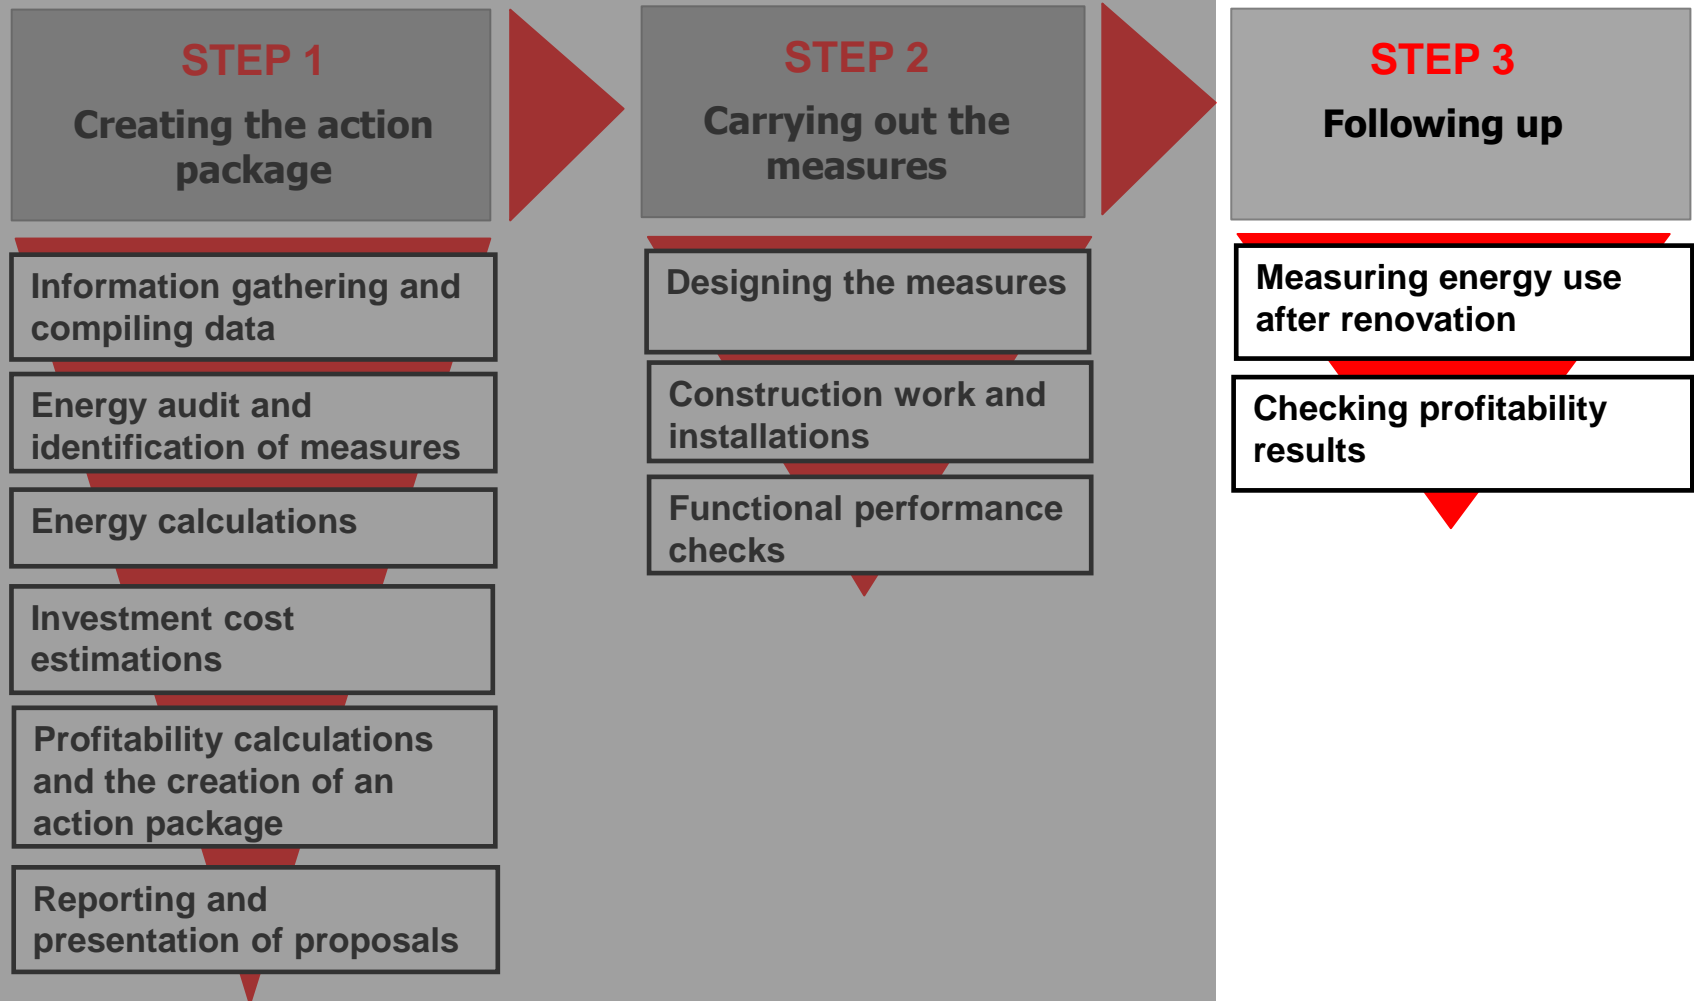 STEP 1
Creating the action
package
Information gathering and
compiling data
Energy audit and
identification of measures
Energy calculations
Investment cost
estimations
Profitability calculations
and the creation of an
action package
Reporting and
presentation of proposals
STEP 2
Carrying out the
measures
Designing the measures
Construction work and
installations
Functional performance
checks
STEP 3
Following up
Measuring energy use
after renovation
Checking profitability
results